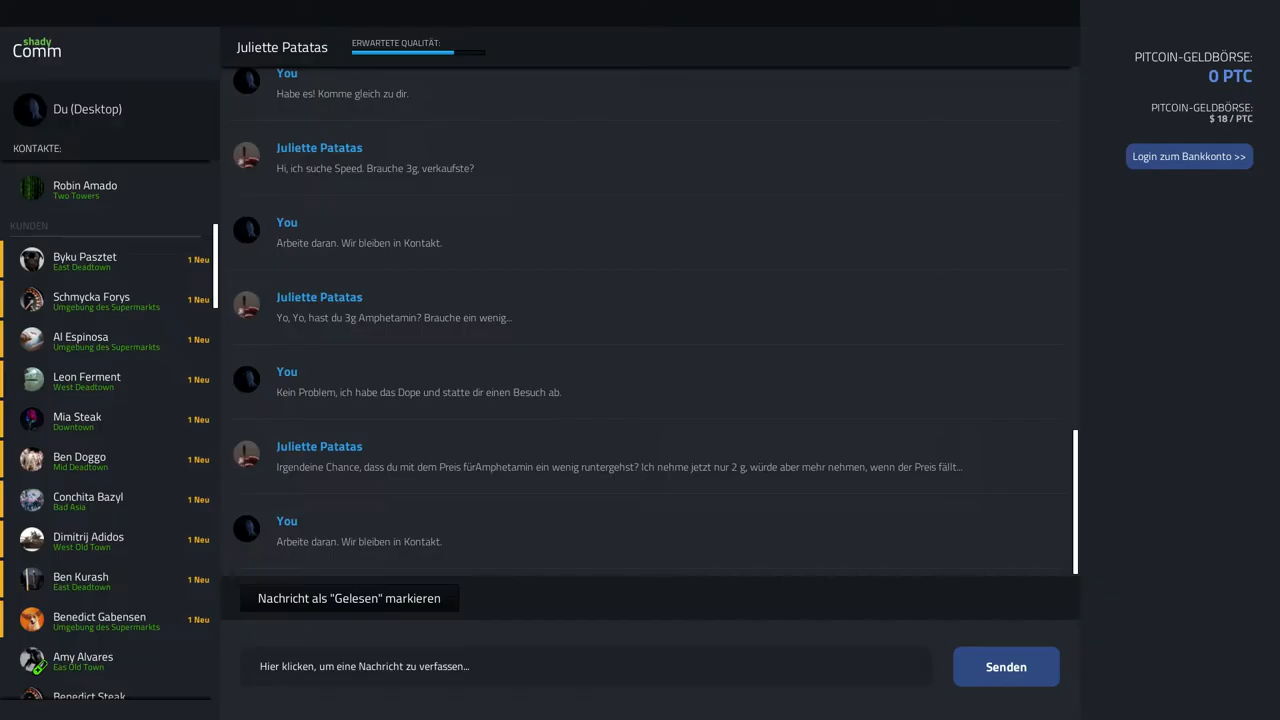 shady
Comm
Du (Desktop)
KONTAKTE:
Robin Amado
Two Towers
KUNDEN
Byku Pasztet
East Deadtown
1 Neu
Schmycka Forys
Umgebung des Supermarkts
1 Neu
Al Espinosa
Umgebung des Supermarkts
1 Neu
Leon Ferment
West Deadtown
1 Neu
Mia Steak
Downtown
1 Neu
Ben Doggo
Mid Deadtown
1 Neu
Conchita Bazyl
Bad Asia
1 Neu
Dimitrij Adidos
West Old Town
1 Neu
Ben Kurash
East Deadtown
1 Neu
Benedict Gabensen
Umgebung des Supermarkts
1 Neu
Amy Alvares
Eas Old Town
Benedict Steak
Juliette Patatas
ERWARTETE QUALITÄT:
You
Habe es! Komme gleich zu dir.
Juliette Patatas
Hi, ich suche Speed. Brauche 3g, verkaufste?
You
Arbeite daran. Wir bleiben in Kontakt.
Juliette Patatas
Yo, Yo, hast du 3g Amphetamin? Brauche ein wenig...
You
Kein Problem, ich habe das Dope und statte dir einen Besuch ab.
Juliette Patatas
Irgendeine Chance, dass du mit dem Preis fürAmphetamin ein wenig runtergehst? Ich nehme jetzt nur 2 g, würde aber mehr nehmen, wenn der Preis fällt...
You
Arbeite daran. Wir bleiben in Kontakt.
Nachricht als "Gelesen" markieren
Hier klicken, um eine Nachricht zu verfassen...
Senden
PITCOIN-GELDBÖRSE:
0 PTC
PITCOIN-GELDBÖRSE:
$ 18 / PTC
Login zum Bankkonto >>